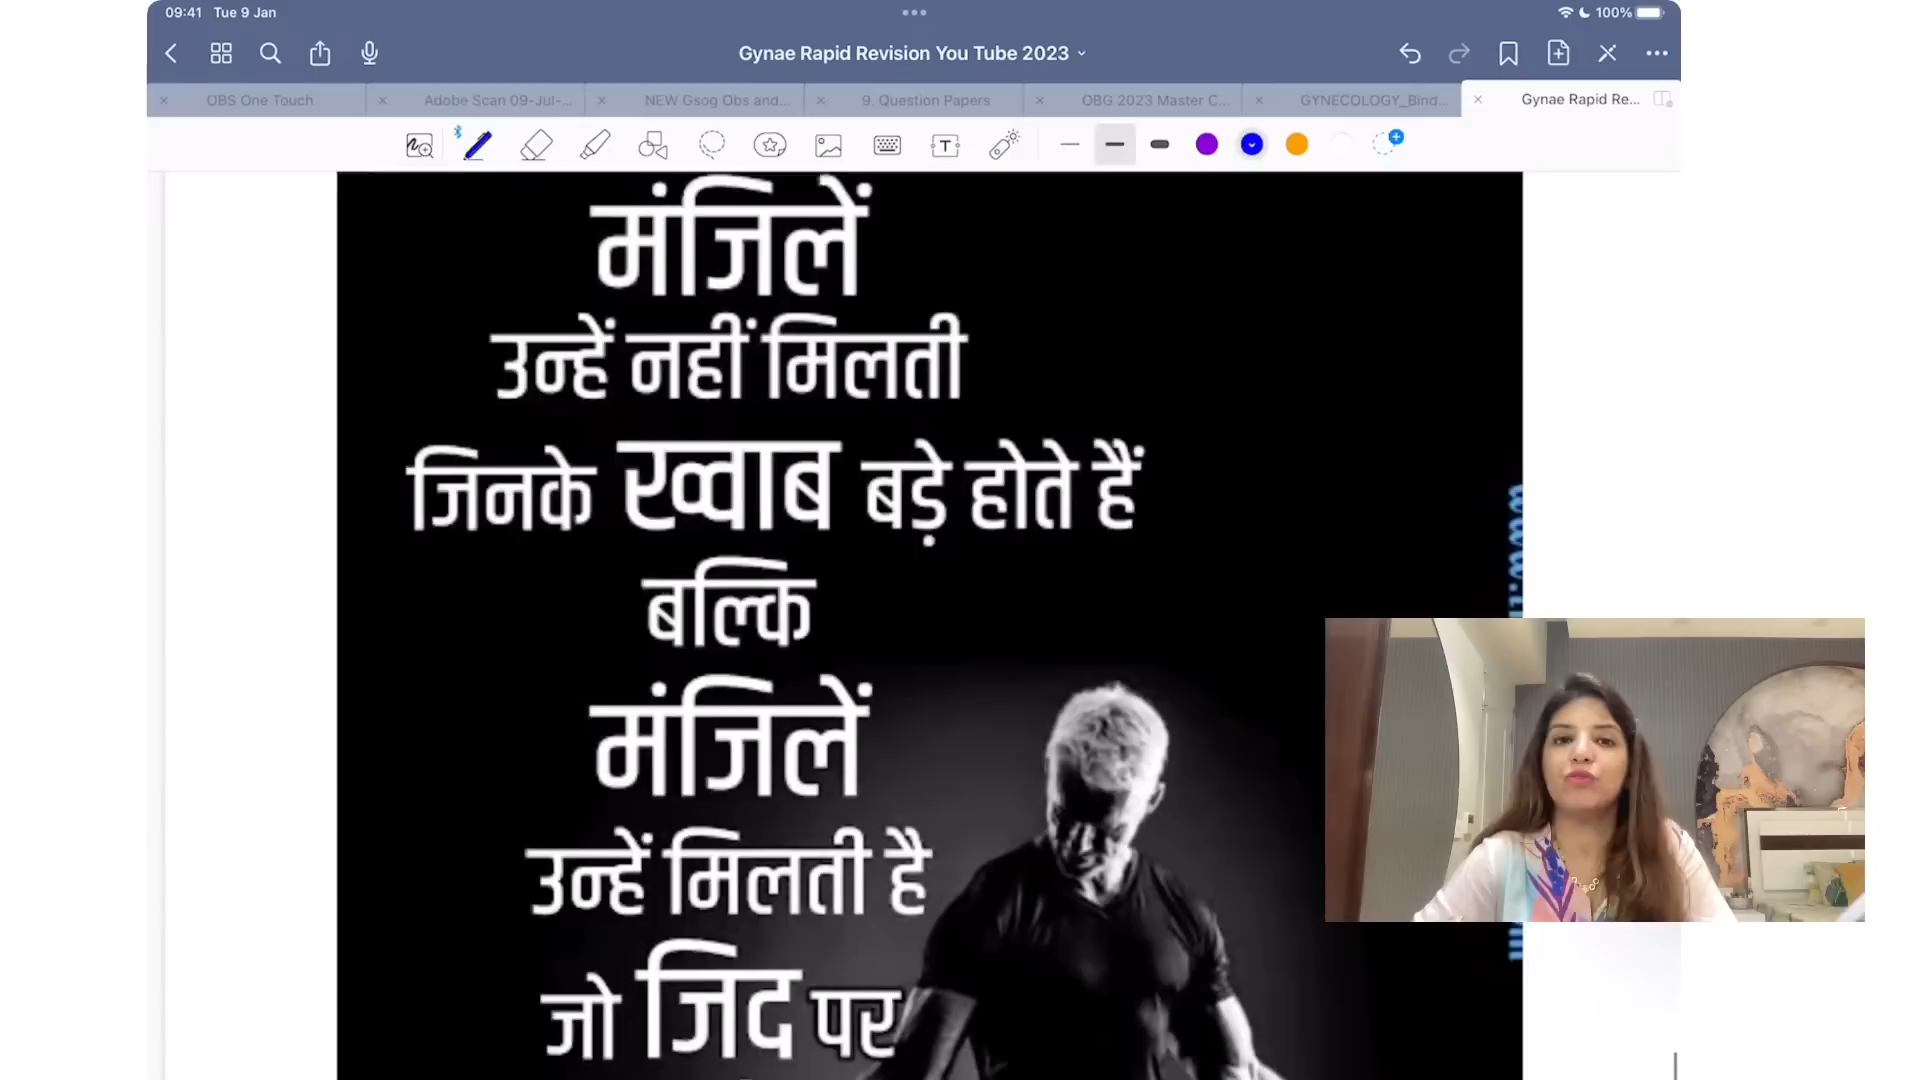 09:41 Tue 9 Jan
100%
Gynae Rapid Revision You Tube 2023
OBS One Touch
Adobe Scan 09-Jul-...
NEW Gsog Obs and...
9. Question Papers
OBG 2023 Master C...
GYNECOLOGY_Bind...
Gynae Rapid Re...
मंजिलें
उन्हें नहीं मिलती
जिनके ख्वाब बड़े होते हैं
बल्कि
मंजिलें
उन्हें मिलती है
जो जिद पर